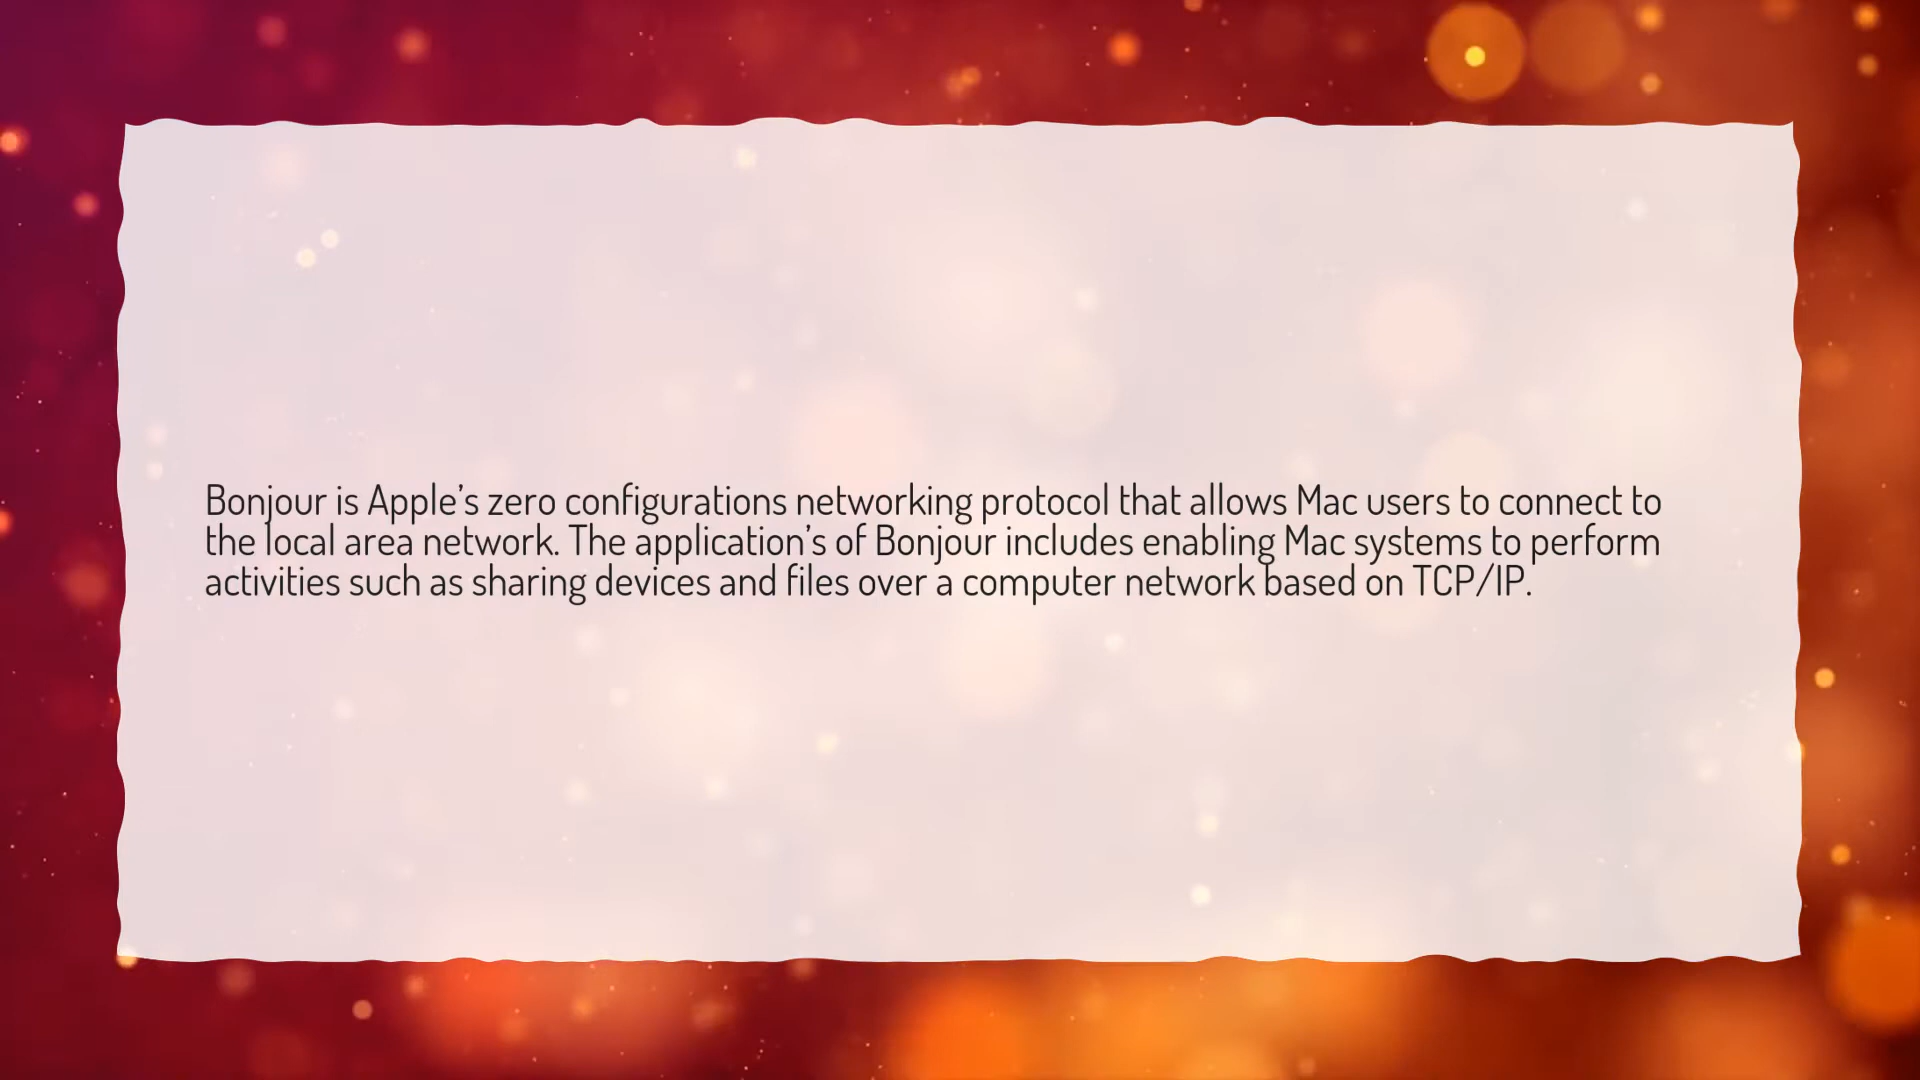 Bonjour is Apple’s zero configurations networking protocol that allows Mac users to connect to
the local area network. The application’s of Bonjour includes enabling Mac systems to perform
activities such as sharing devices and files over a computer network based on TCP/IP.